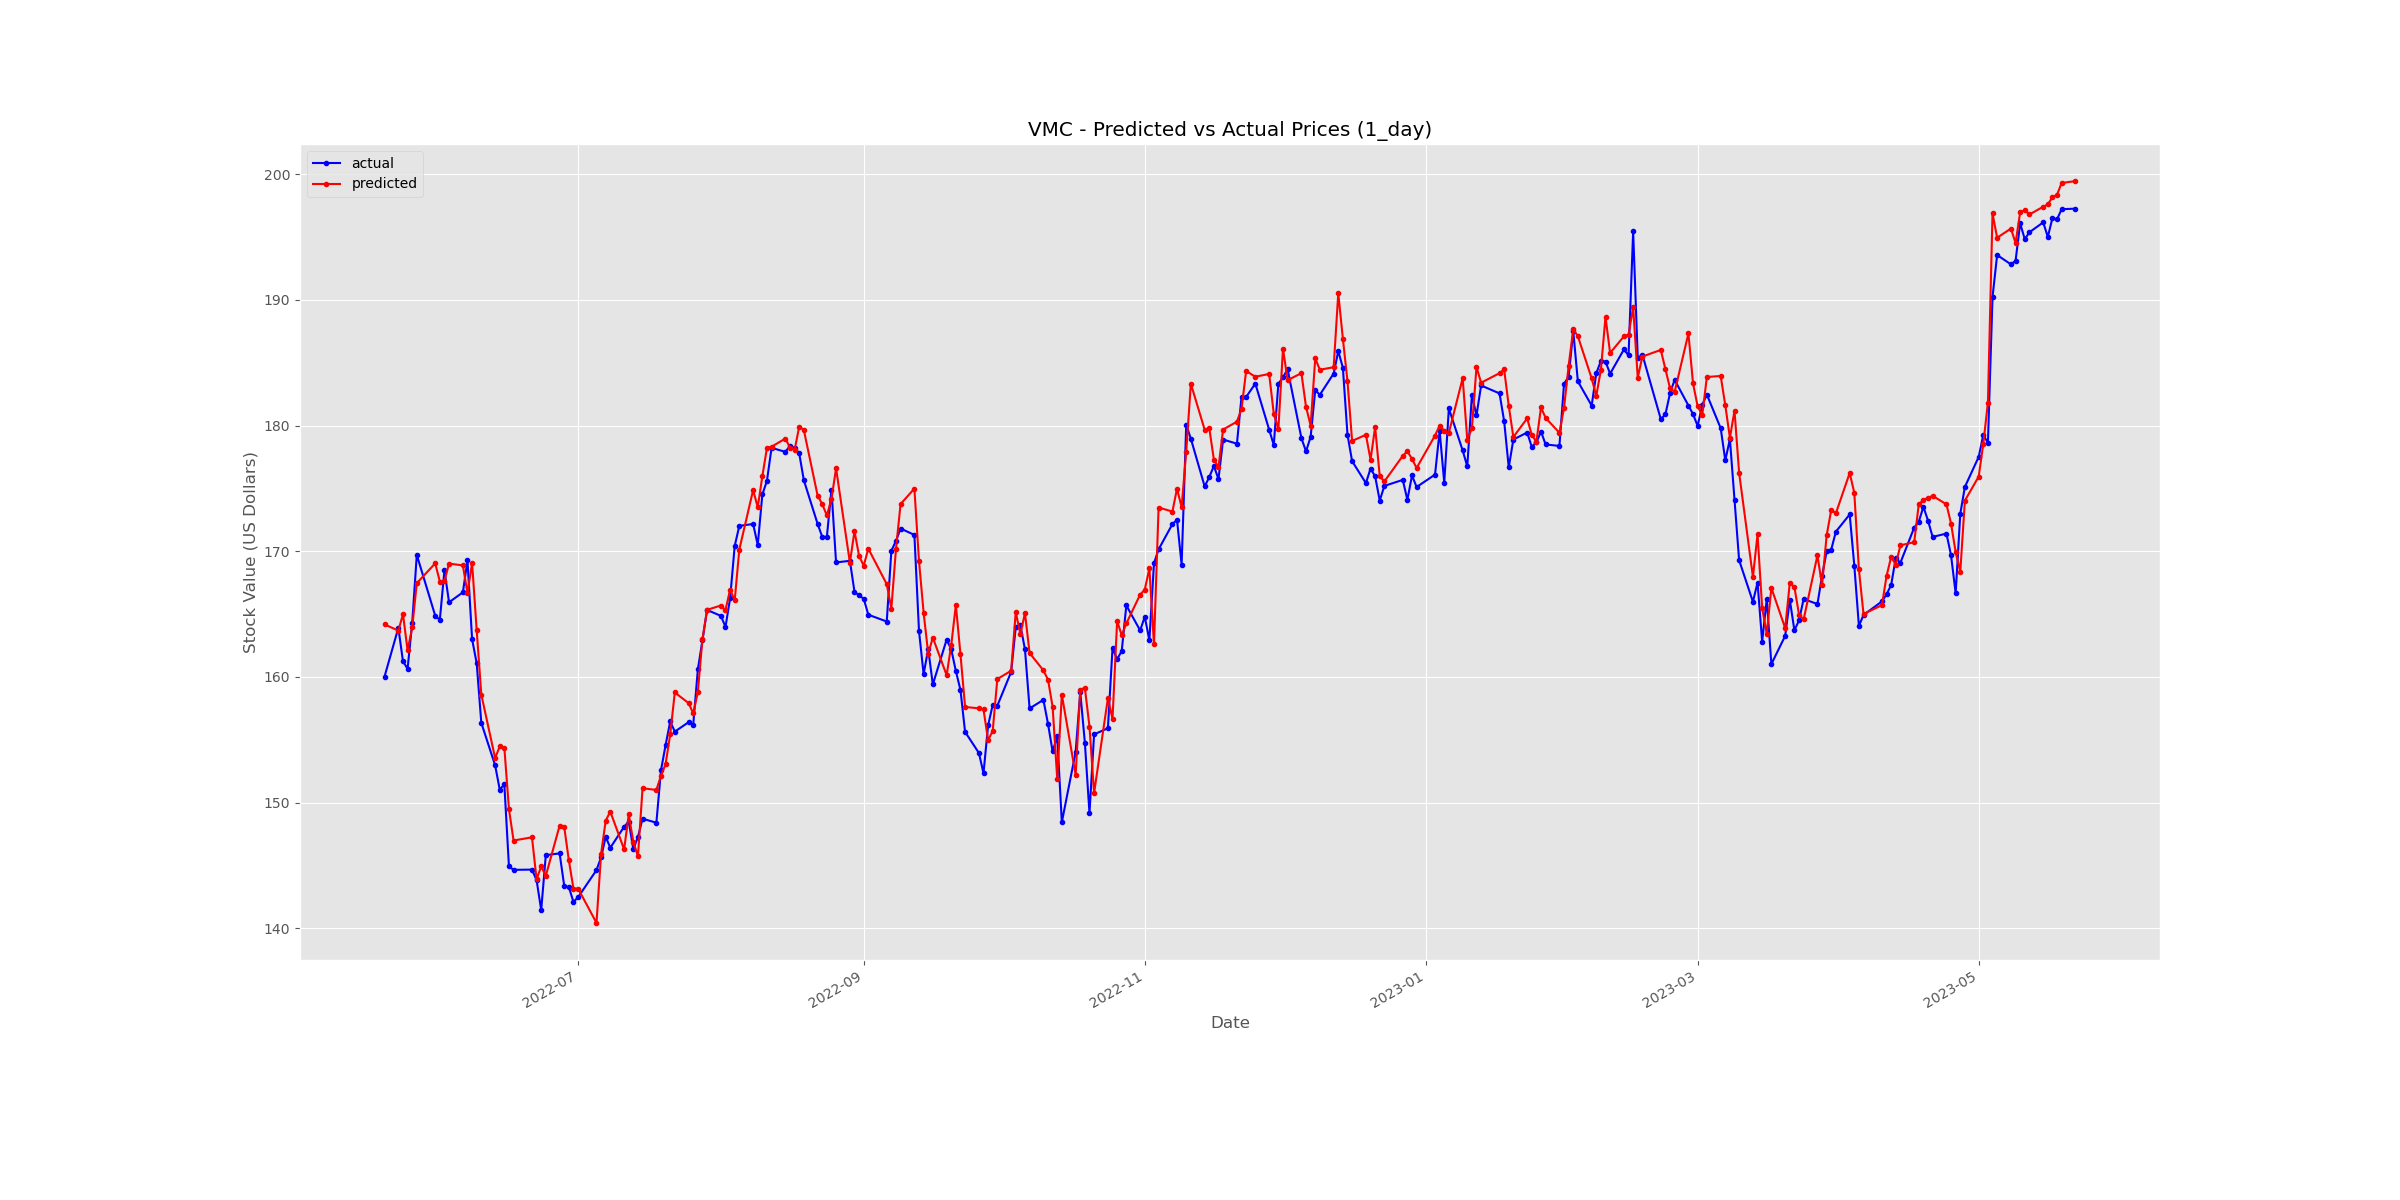 VMC - Predicted vs Actual Prices (1_day)
actual
predicted
Stock Value (US Dollars)
200
190
180
170
160
150
140
2022-07
2022-09
2022-11
2023-01
2023-03
2023-05
Date